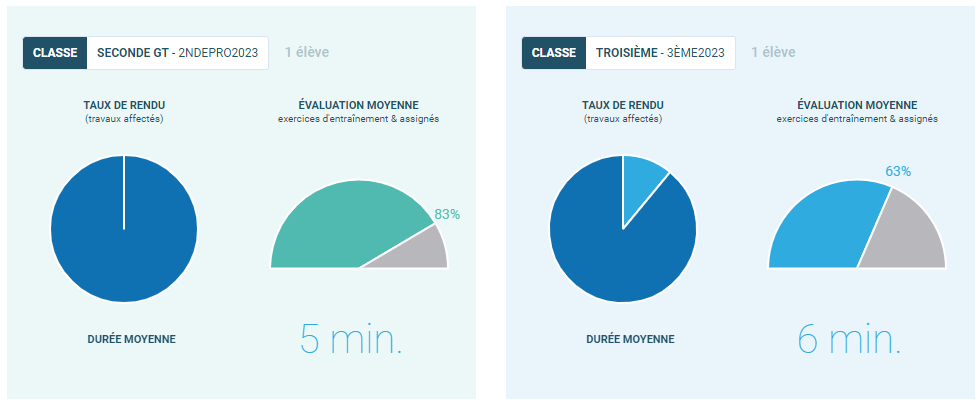 CLASSE SECONDE GT - 2NDEPRO2023 1 élève
TAUX DE RENDU
(travaux affectés)
ÉVALUATION MOYENNE
exercices d'entraînement & assignés
83%
DURÉE MOYENNE
5 min.
CLASSE TROISIÈME - 3ÈME2023 1 élève
TAUX DE RENDU
(travaux affectés)
ÉVALUATION MOYENNE
exercices d'entraînement & assignés
63%
DURÉE MOYENNE
6 min.